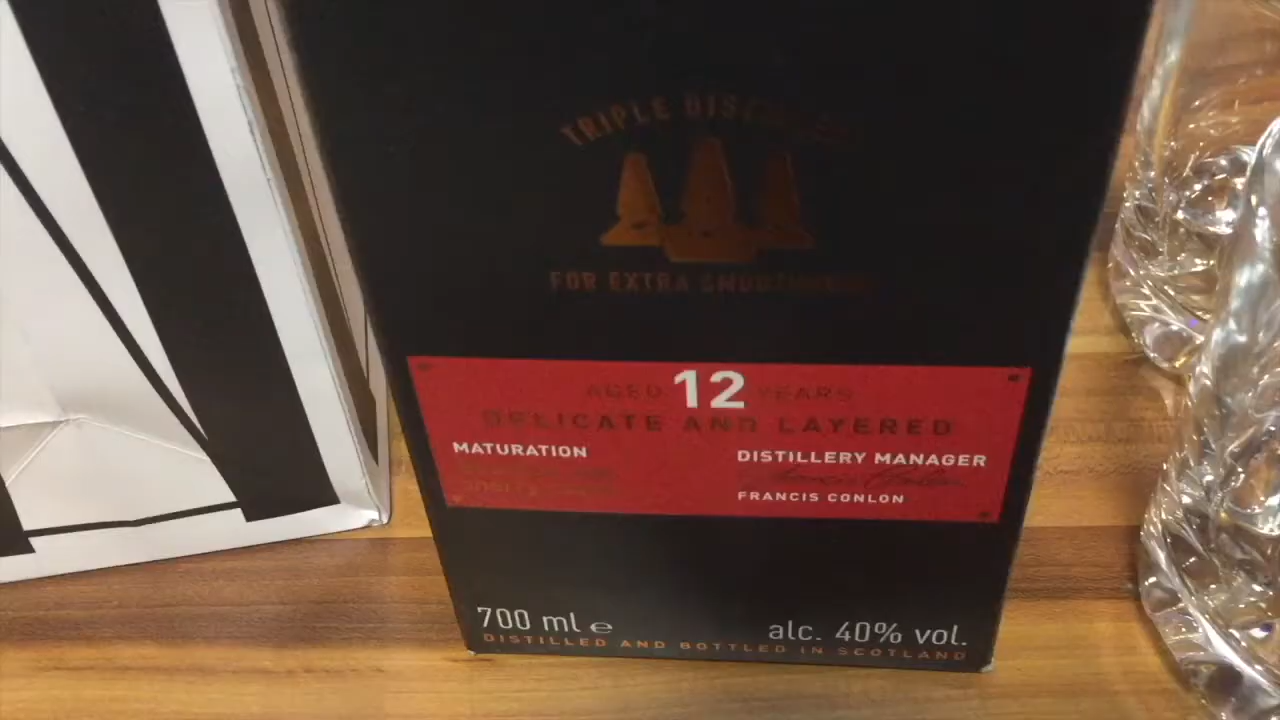 TRIPLE DISTILLED
FOR EXTRA SMOOTHNESS
AGED 12 YEARS
DELICATE AND LAYERED
MATURATION
DISTILLERY MANAGER
FRANCIS CONLON
700 ml e
alc. 40% vol.
DISTILLED AND BOTTLED IN SCOTLAND